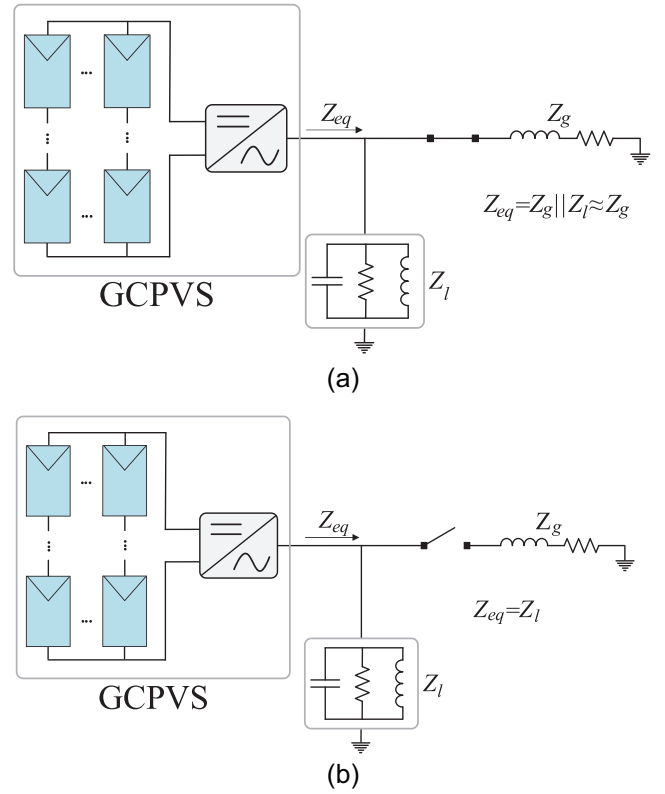 Z_eq
Z_g
Z_eq=Z_g||Z_l≈Z_g
Z_l
GCPVS
(a)
Z_eq
Z_g
Z_eq=Z_l
Z_l
GCPVS
(b)